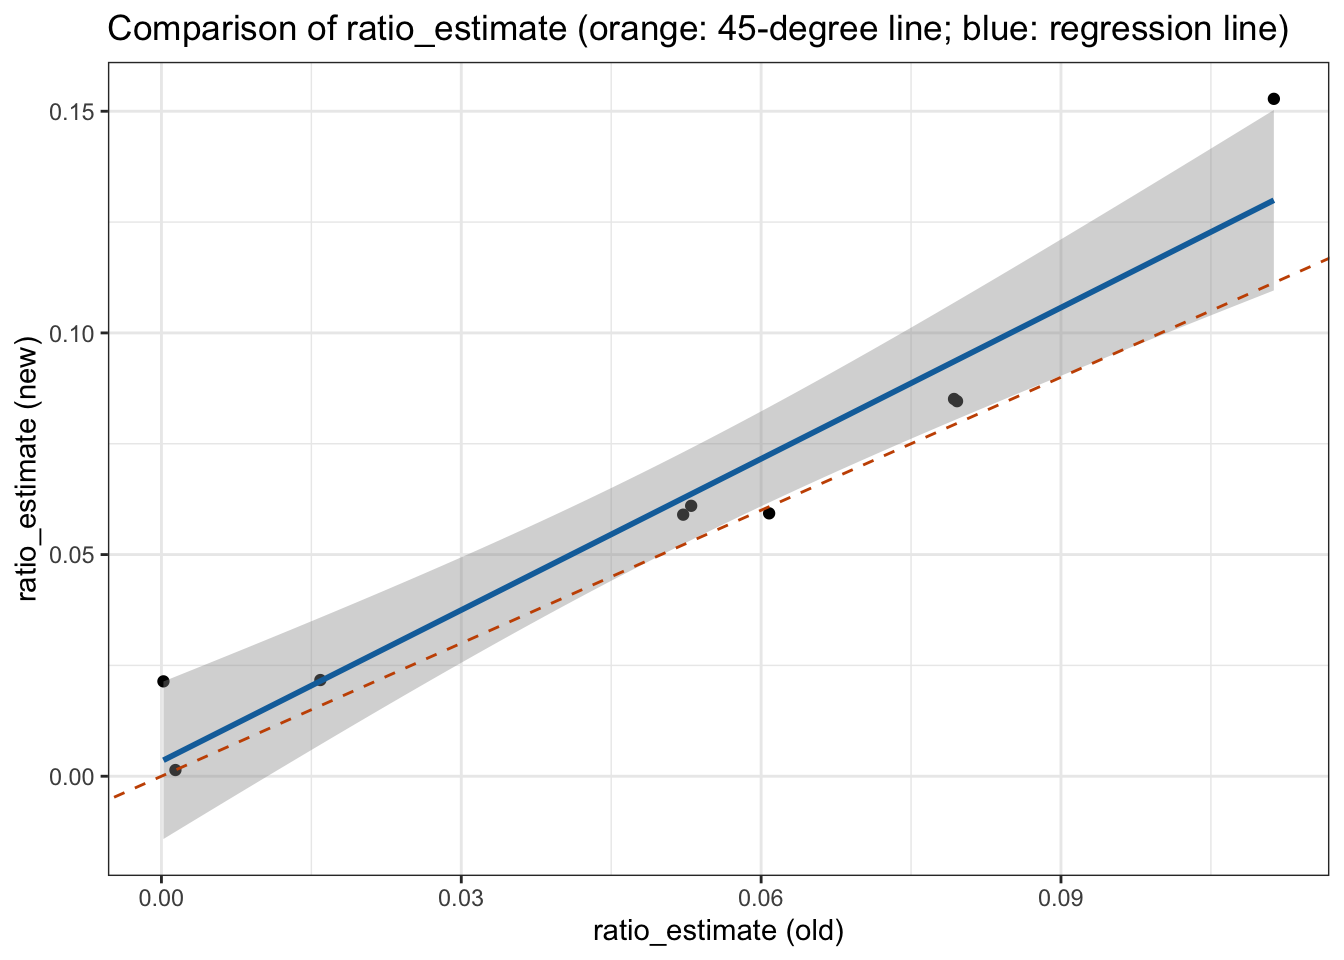 Comparison of ratio_estimate (orange: 45-degree line; blue: regression line)
0.15
0.10
0.05
0.00
ratio_estimate (new)
0.00 0.03 0.06 0.09
ratio_estimate (old)